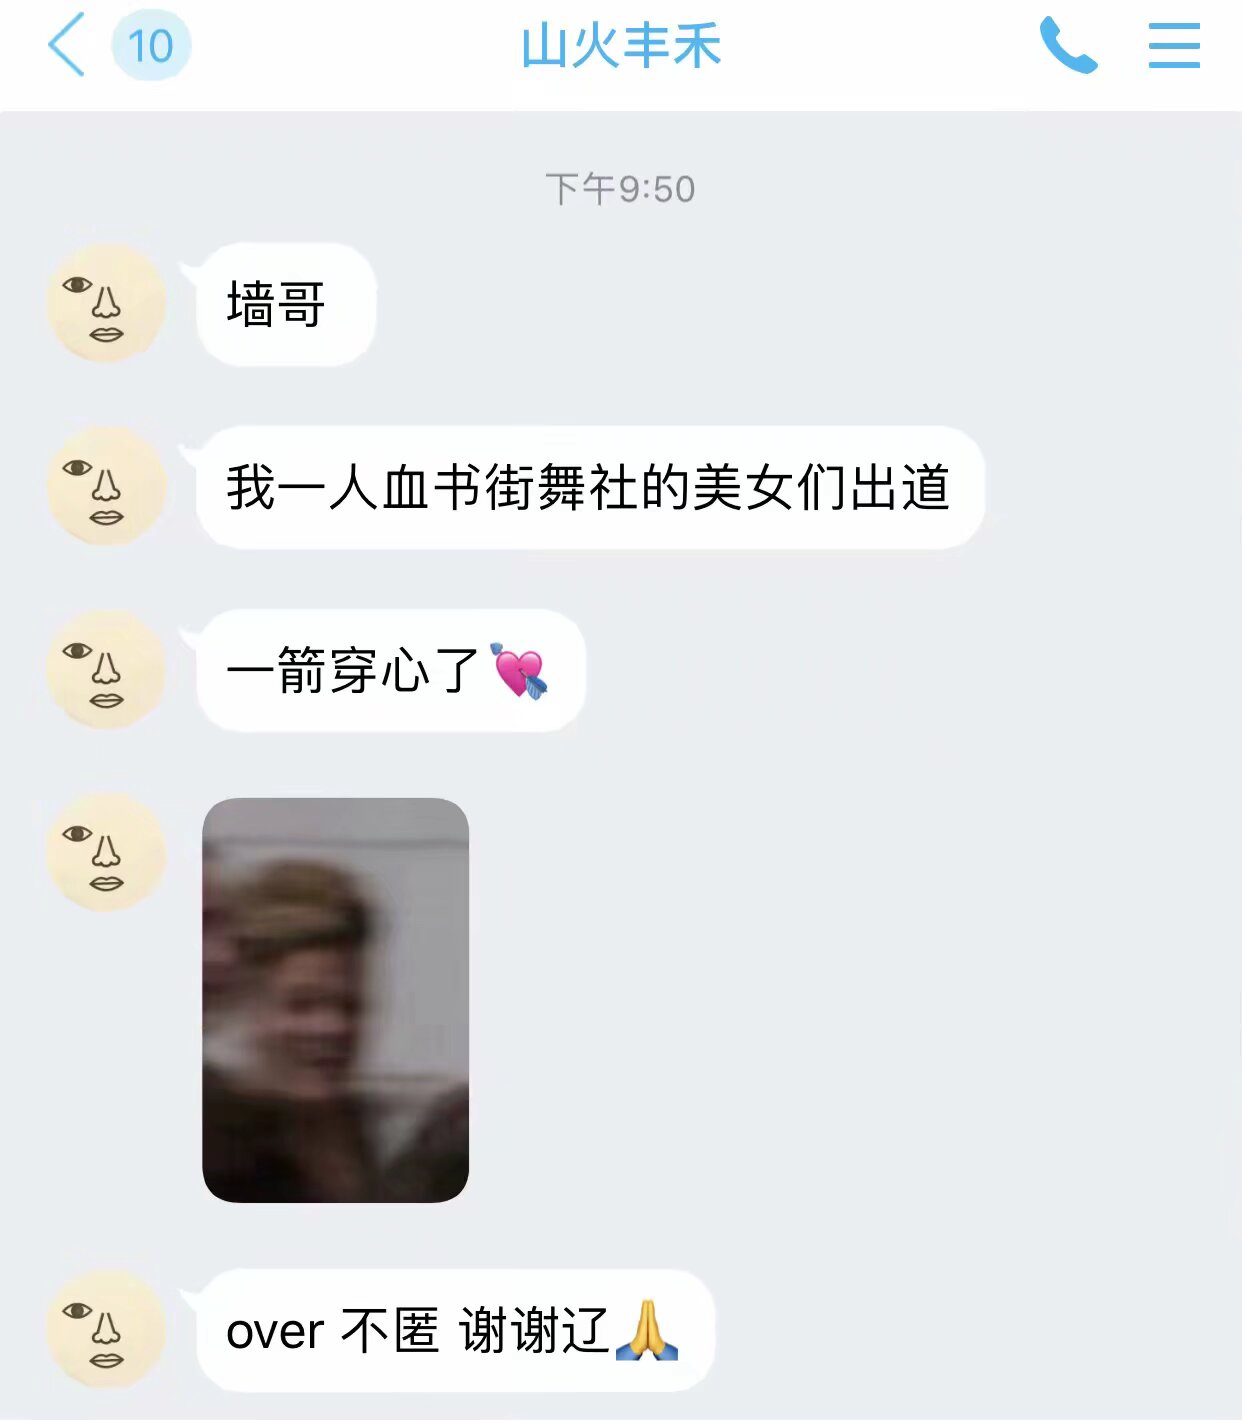 10
山火丰禾
下午9:50
墙哥
我一人血书街舞社的美女们出道
一箭穿心了💘
over 不匿 谢谢辽🙏